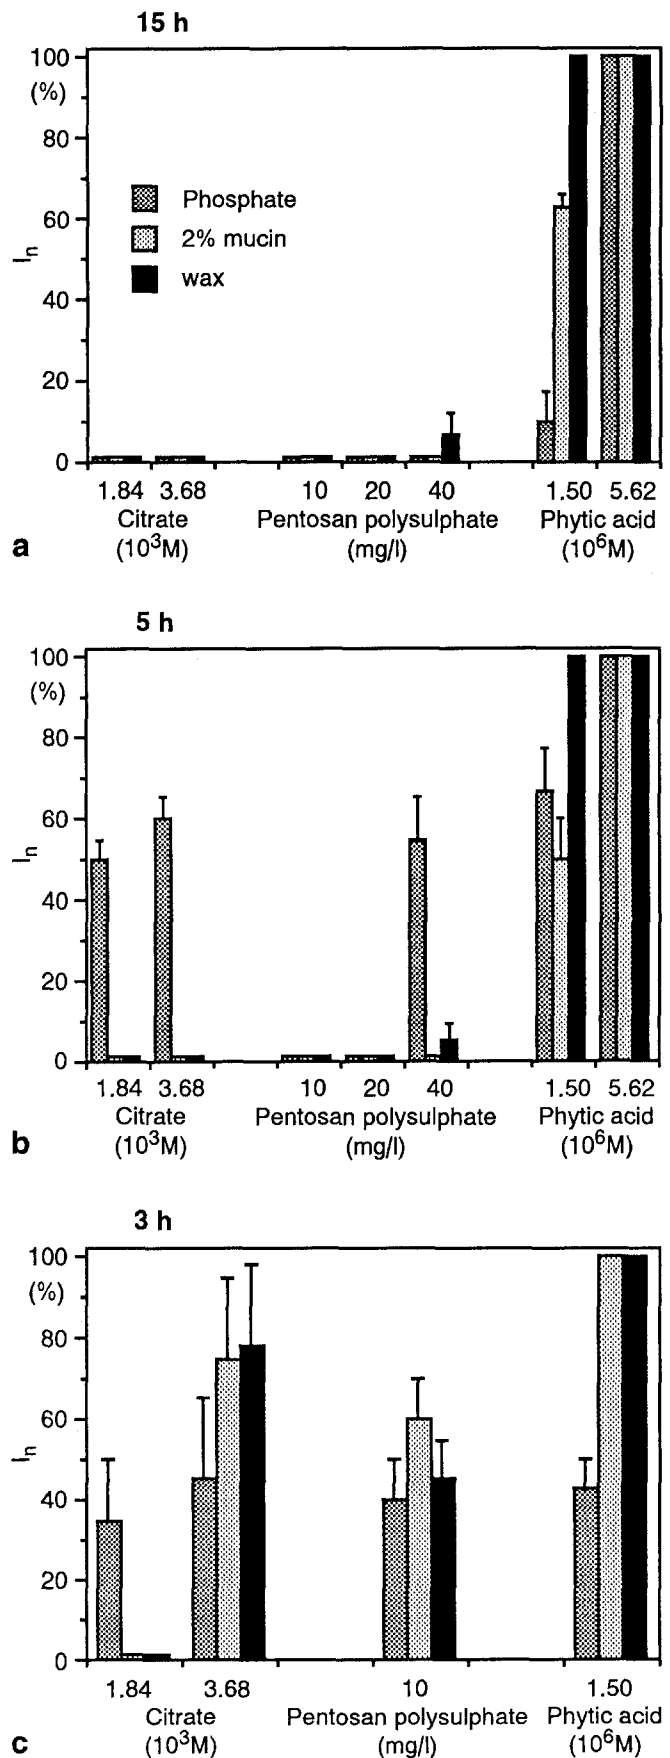 15 h
100
(%)
80
60
40
20
0
In
Phosphate
2% mucin
wax
1.84 3.68 10 20 40 1.50 5.62
Citrate Pentosan polysulphate Phytic acid
(10³M) (mg/l) (10⁶M)
a
5 h
100
(%)
80
60
40
20
0
In
1.84 3.68 10 20 40 1.50 5.62
Citrate Pentosan polysulphate Phytic acid
(10³M) (mg/l) (10⁶M)
b
3 h
100
(%)
80
60
40
20
0
In
1.84 3.68 10 1.50
Citrate Pentosan polysulphate Phytic acid
(10³M) (mg/l) (10⁶M)
c